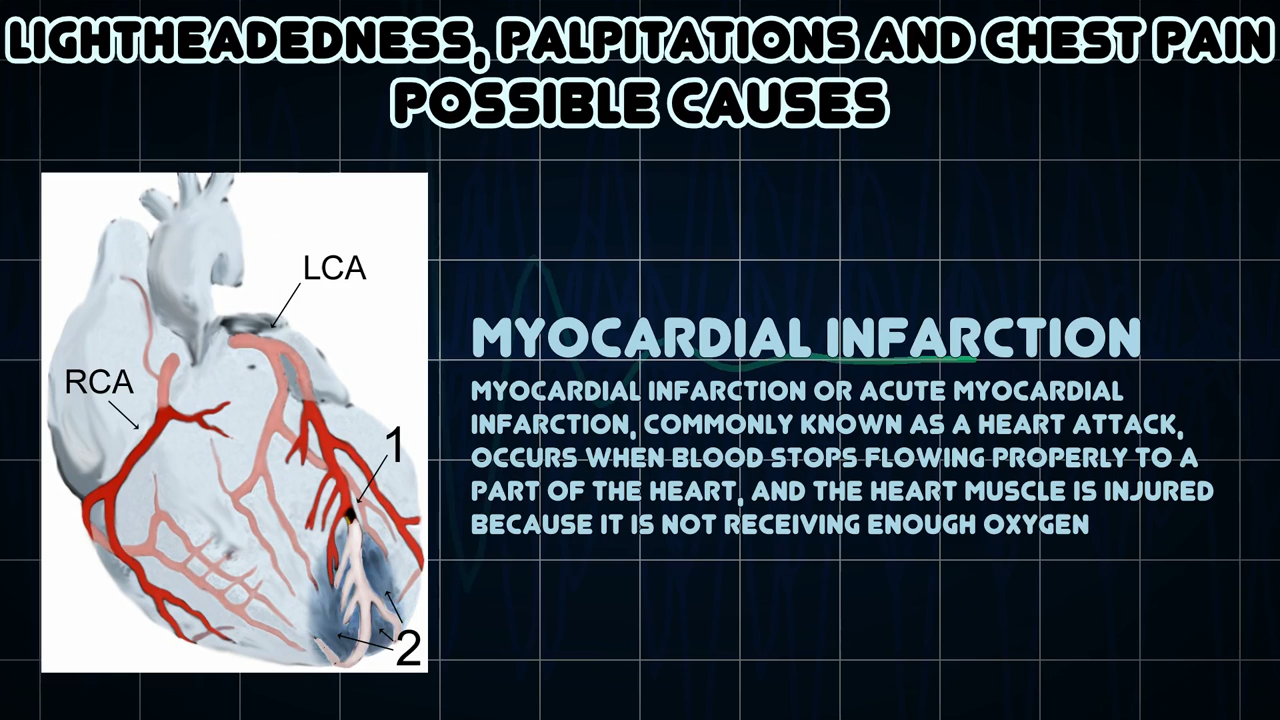 LIGHTHEADEDNESS, PALPITATIONS AND CHEST PAIN
POSSIBLE CAUSES
LCA
RCA
1
2
MYOCARDIAL INFARCTION
MYOCARDIAL INFARCTION OR ACUTE MYOCARDIAL
INFARCTION, COMMONLY KNOWN AS A HEART ATTACK,
OCCURS WHEN BLOOD STOPS FLOWING PROPERLY TO A
PART OF THE HEART, AND THE HEART MUSCLE IS INJURED
BECAUSE IT IS NOT RECEIVING ENOUGH OXYGEN